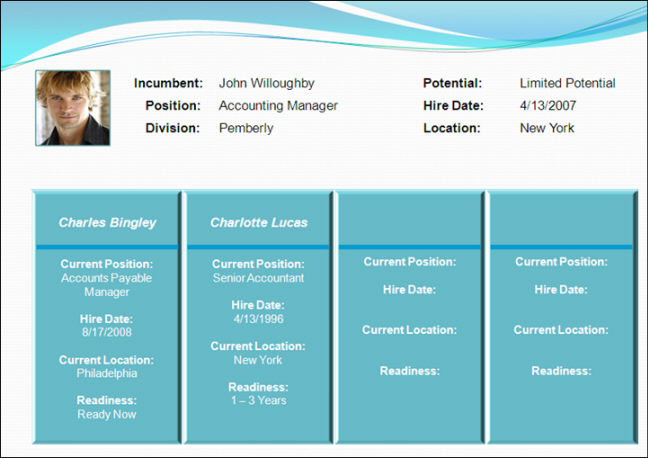 Incumbent: John Willoughby Potential: Limited Potential
Position: Accounting Manager Hire Date: 4/13/2007
Division: Pemberly Location: New York
Charles Bingley
Current Position:
Accounts Payable
Manager
Hire Date:
8/17/2008
Current Location:
Philadelphia
Readiness:
Ready Now
Charlotte Lucas
Current Position:
Senior Accountant
Hire Date:
4/13/1996
Current Location:
New York
Readiness:
1 – 3 Years
Current Position:
Hire Date:
Current Location:
Readiness:
Current Position:
Hire Date:
Current Location:
Readiness: